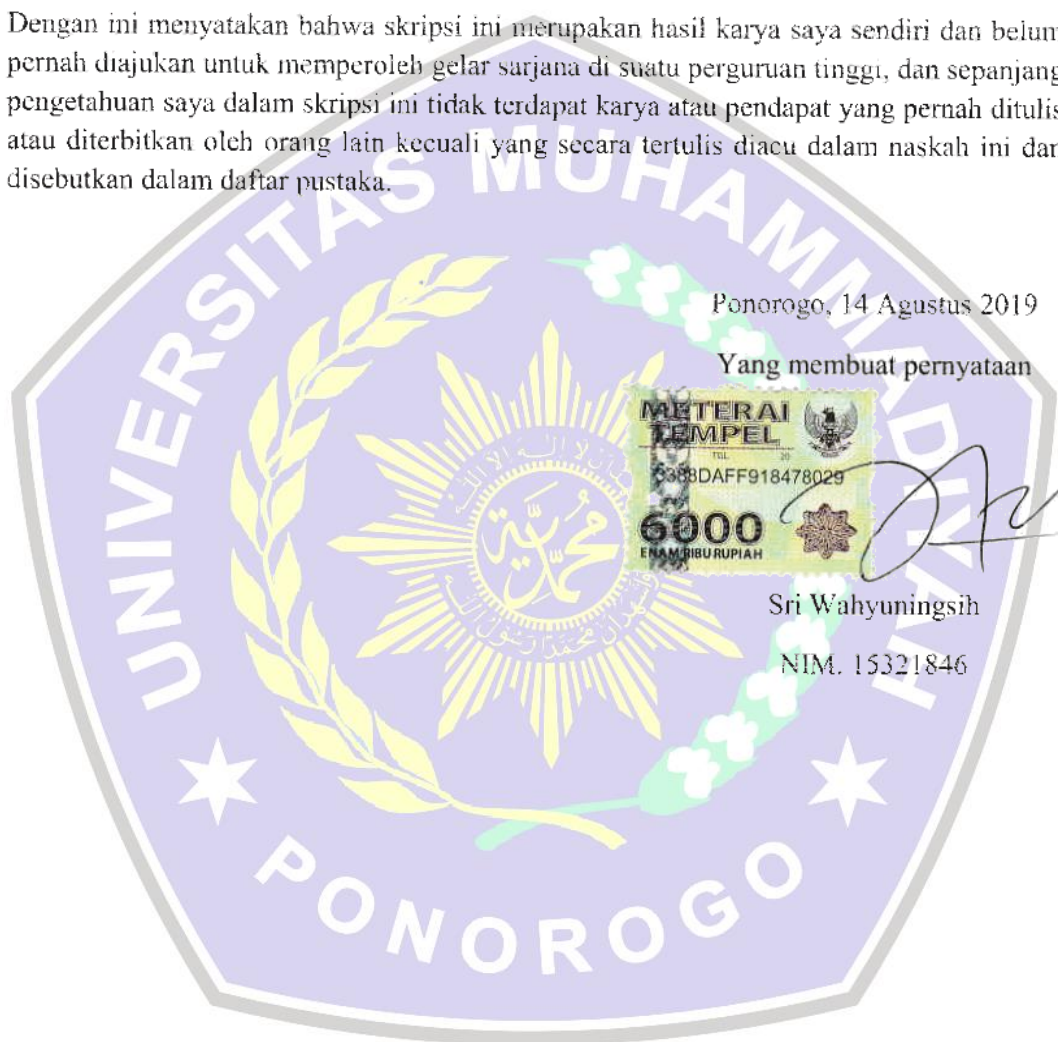 Dengan ini menyatakan bahwa skripsi ini merupakan hasil karya saya sendiri dan belum
pernah diajukan untuk memperoleh gelar sarjana di suatu perguruan tinggi, dan sepanjang
pengetahuan saya dalam skripsi ini tidak terdapat karya atau pendapat yang pernah ditulis
atau diterbitkan oleh orang lain kecuali yang secara tertulis diacu dalam naskah ini dan
disebutkan dalam daftar pustaka.
UNIVERSITAS MUHAMMADIYAH
Ponorogo, 14 Agustus 2019
Yang membuat pernyataan
METERAI
TEMPEL
TGL 20
DAFF918478029
6000
ENAM RIBU RUPIAH
محمدية
Sri Wahyuningsih
NIM. 15321846
PONOROGO